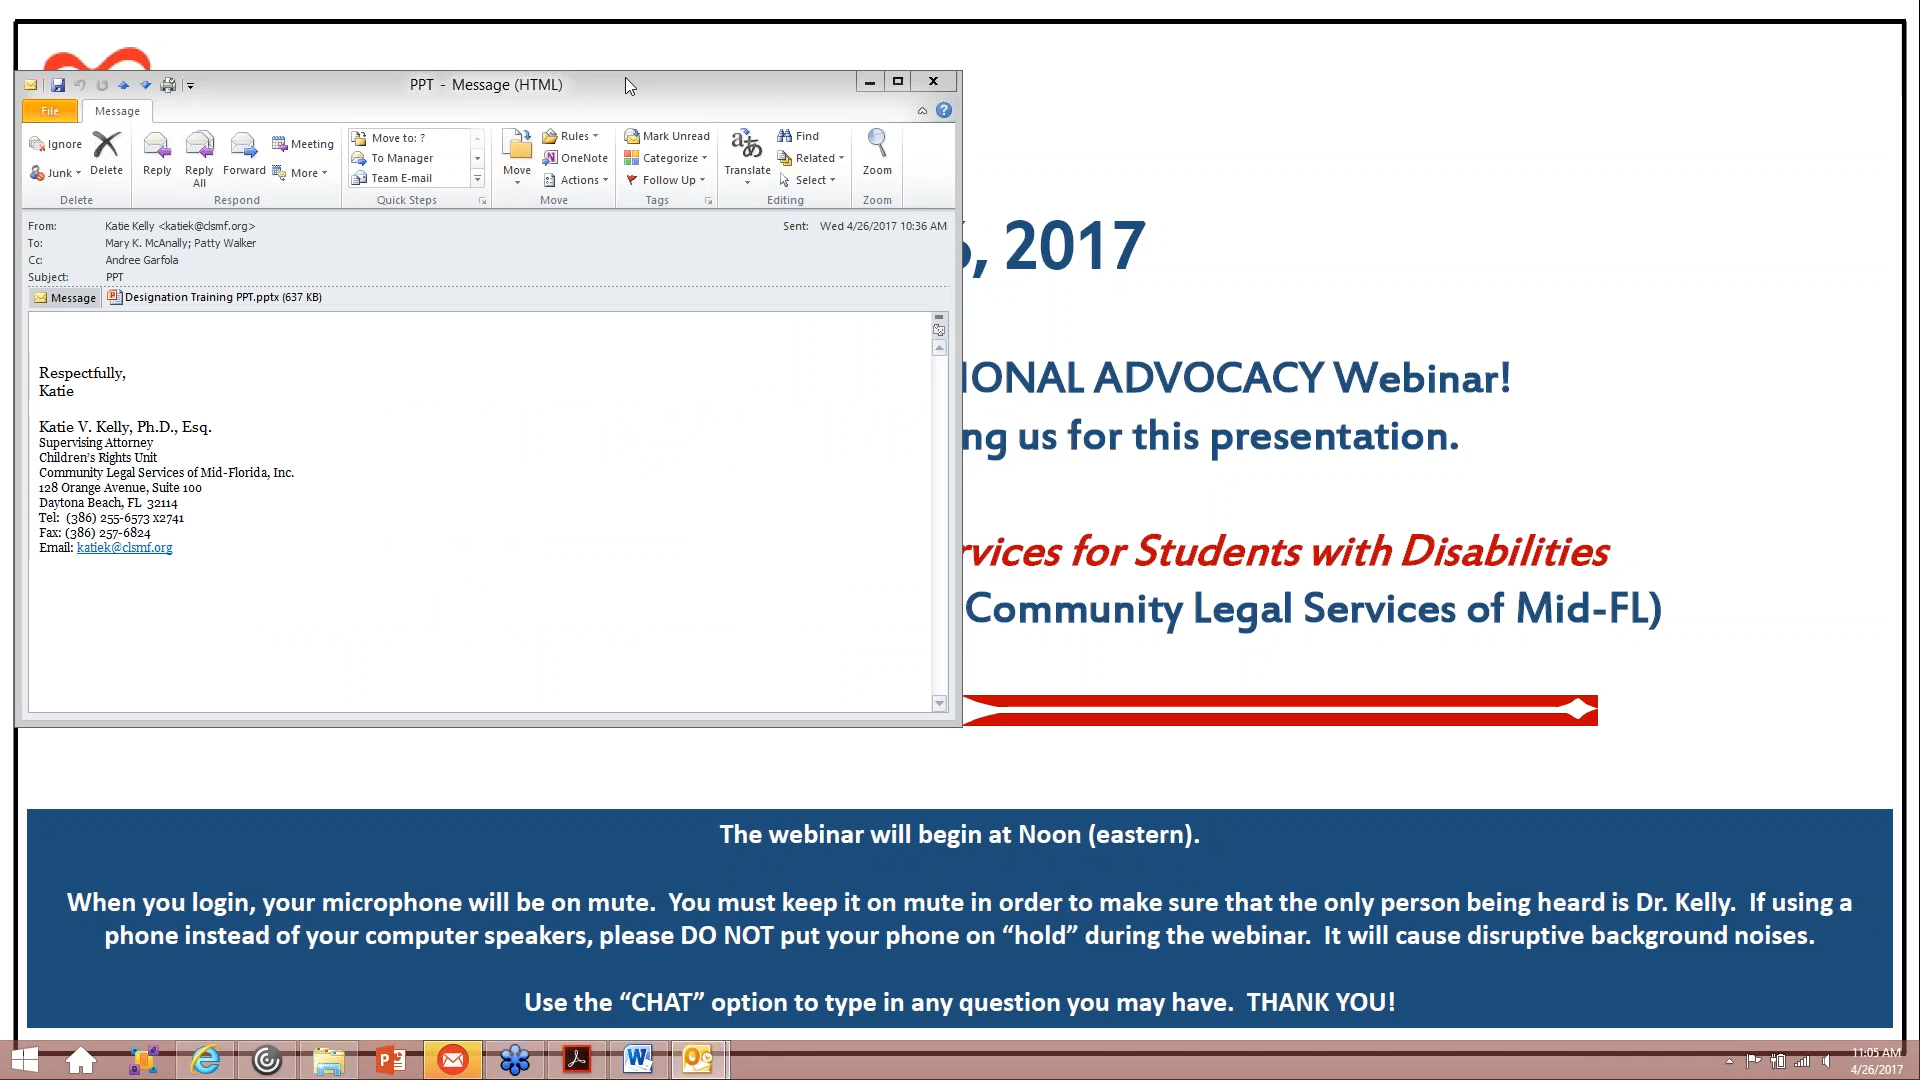 PPT - Message (HTML)
File
Message
Ignore
Junk
Delete
Delete
Reply
Reply All
Forward
Meeting
More
Respond
Move to: ?
To Manager
Team E-mail
Quick Steps
Move
Rules
OneNote
Actions
Move
Mark Unread
Categorize
Follow Up
Tags
Translate
Find
Related
Select
Editing
Zoom
Zoom
From: Katie Kelly <katiek@clsmf.org>
Sent: Wed 4/26/2017 10:36 AM
To: Mary K. McAnally; Patty Walker
Cc: Andree Garfola
Subject: PPT
Message
Designation Training PPT.pptx (637 KB)
Respectfully,
Katie
Katie V. Kelly, Ph.D., Esq.
Supervising Attorney
Children's Rights Unit
Community Legal Services of Mid-Florida, Inc.
128 Orange Avenue, Suite 100
Daytona Beach, FL 32114
Tel: (386) 255-6573 x2741
Fax: (386) 257-6824
Email: katiek@clsmf.org
, 2017
IONAL ADVOCACY Webinar!
ng us for this presentation.
rvices for Students with Disabilities
Community Legal Services of Mid-FL)
The webinar will begin at Noon (eastern).
When you login, your microphone will be on mute. You must keep it on mute in order to make sure that the only person being heard is Dr. Kelly. If using a
phone instead of your computer speakers, please DO NOT put your phone on “hold” during the webinar. It will cause disruptive background noises.
Use the “CHAT” option to type in any question you may have. THANK YOU!
11:05 AM
4/26/2017